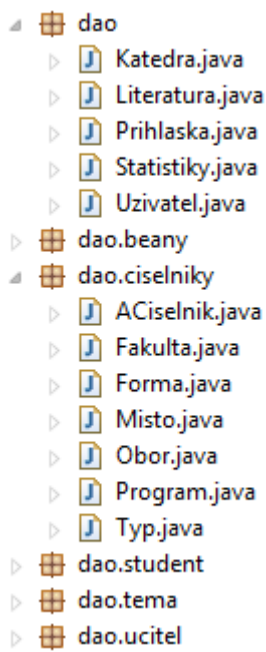 dao
Katedra.java
Literatura.java
Prihlaska.java
Statistiky.java
Uzivatel.java
dao.beany
dao.ciselniky
ACiselnik.java
Fakulta.java
Forma.java
Misto.java
Obor.java
Program.java
Typ.java
dao.student
dao.tema
dao.ucitel